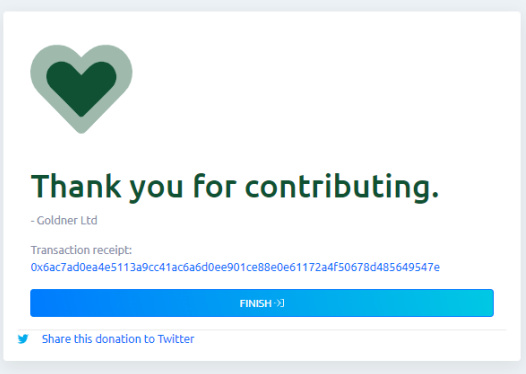 Thank you for contributing.
- Goldner Ltd
Transaction receipt:
0x6ac7ad0ea4e5113a9cc41ac6a6d0ee901ce88e0e61172a4f50678d485649547e
FINISH
Share this donation to Twitter